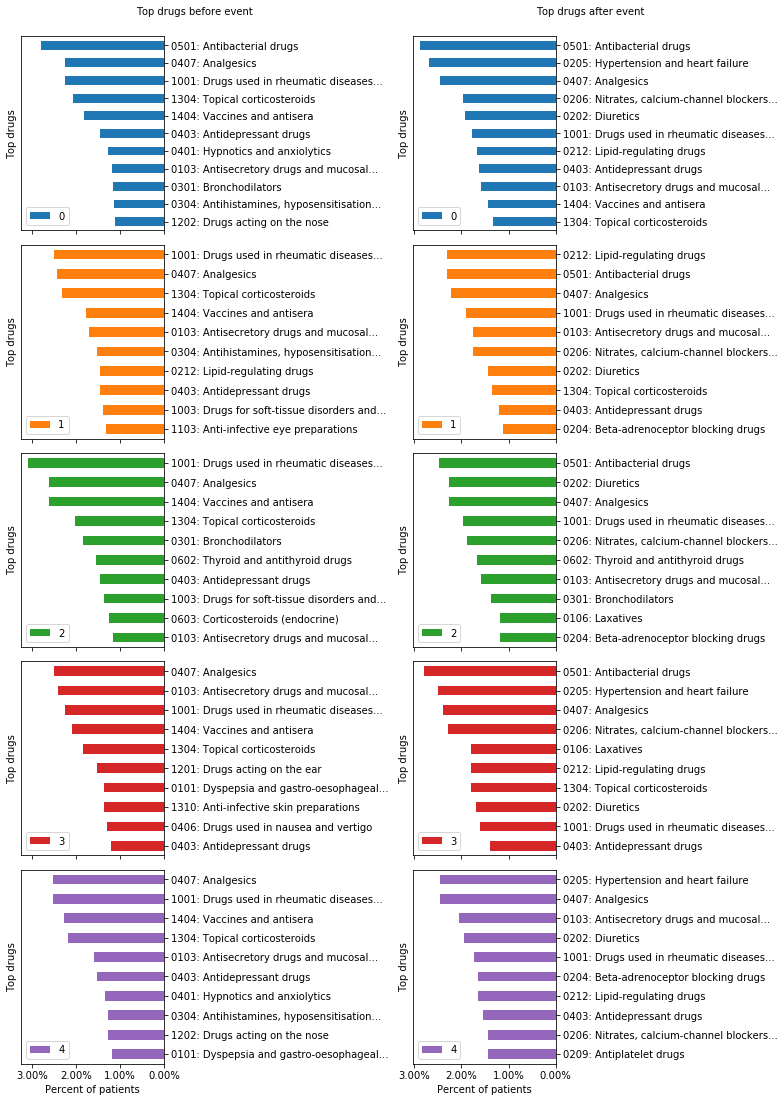 Top drugs before event
Top drugs
0501: Antibacterial drugs
0407: Analgesics
1001: Drugs used in rheumatic diseases...
1304: Topical corticosteroids
1404: Vaccines and antisera
0403: Antidepressant drugs
0401: Hypnotics and anxiolytics
0103: Antisecretory drugs and mucosal...
0301: Bronchodilators
0304: Antihistamines, hyposensitisation...
1202: Drugs acting on the nose
0
Top drugs
1001: Drugs used in rheumatic diseases...
0407: Analgesics
1304: Topical corticosteroids
1404: Vaccines and antisera
0103: Antisecretory drugs and mucosal...
0304: Antihistamines, hyposensitisation...
0212: Lipid-regulating drugs
0403: Antidepressant drugs
1003: Drugs for soft-tissue disorders and...
1103: Anti-infective eye preparations
1
Top drugs
1001: Drugs used in rheumatic diseases...
0407: Analgesics
1404: Vaccines and antisera
1304: Topical corticosteroids
0301: Bronchodilators
0602: Thyroid and antithyroid drugs
0403: Antidepressant drugs
1003: Drugs for soft-tissue disorders and...
0603: Corticosteroids (endocrine)
0103: Antisecretory drugs and mucosal...
2
Top drugs
0407: Analgesics
0103: Antisecretory drugs and mucosal...
1001: Drugs used in rheumatic diseases...
1404: Vaccines and antisera
1304: Topical corticosteroids
1201: Drugs acting on the ear
0101: Dyspepsia and gastro-oesophageal...
1310: Anti-infective skin preparations
0406: Drugs used in nausea and vertigo
0403: Antidepressant drugs
3
Top drugs
0407: Analgesics
1001: Drugs used in rheumatic diseases...
1404: Vaccines and antisera
1304: Topical corticosteroids
0103: Antisecretory drugs and mucosal...
0403: Antidepressant drugs
0401: Hypnotics and anxiolytics
0304: Antihistamines, hyposensitisation...
1202: Drugs acting on the nose
0101: Dyspepsia and gastro-oesophageal...
4
3.00% 2.00% 1.00% 0.00%
Percent of patients
Top drugs after event
Top drugs
0501: Antibacterial drugs
0205: Hypertension and heart failure
0407: Analgesics
0206: Nitrates, calcium-channel blockers...
0202: Diuretics
1001: Drugs used in rheumatic diseases...
0212: Lipid-regulating drugs
0403: Antidepressant drugs
0103: Antisecretory drugs and mucosal...
1404: Vaccines and antisera
1304: Topical corticosteroids
0
Top drugs
0212: Lipid-regulating drugs
0501: Antibacterial drugs
0407: Analgesics
1001: Drugs used in rheumatic diseases...
0103: Antisecretory drugs and mucosal...
0206: Nitrates, calcium-channel blockers...
0202: Diuretics
1304: Topical corticosteroids
0403: Antidepressant drugs
0204: Beta-adrenoceptor blocking drugs
1
Top drugs
0501: Antibacterial drugs
0202: Diuretics
0407: Analgesics
1001: Drugs used in rheumatic diseases...
0206: Nitrates, calcium-channel blockers...
0602: Thyroid and antithyroid drugs
0103: Antisecretory drugs and mucosal...
0301: Bronchodilators
0106: Laxatives
0204: Beta-adrenoceptor blocking drugs
2
Top drugs
0501: Antibacterial drugs
0205: Hypertension and heart failure
0407: Analgesics
0206: Nitrates, calcium-channel blockers...
0106: Laxatives
0212: Lipid-regulating drugs
1304: Topical corticosteroids
0202: Diuretics
1001: Drugs used in rheumatic diseases...
0403: Antidepressant drugs
3
Top drugs
0205: Hypertension and heart failure
0407: Analgesics
0103: Antisecretory drugs and mucosal...
0202: Diuretics
1001: Drugs used in rheumatic diseases...
0204: Beta-adrenoceptor blocking drugs
0212: Lipid-regulating drugs
0403: Antidepressant drugs
0206: Nitrates, calcium-channel blockers...
0209: Antiplatelet drugs
4
3.00% 2.00% 1.00% 0.00%
Percent of patients